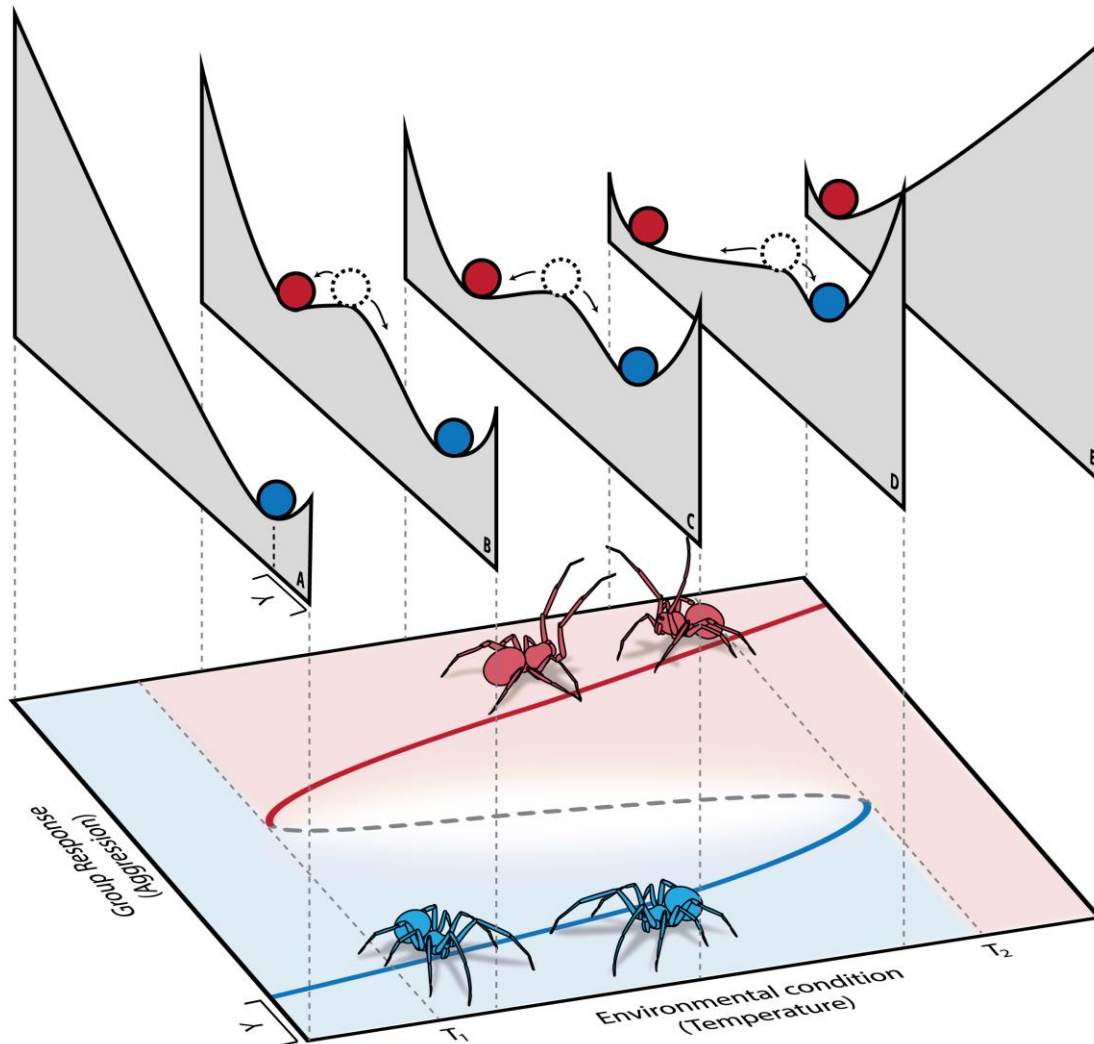 A
B
C
D
E
Y
Group Response
(Aggression)
Y
T1
Environmental condition
(Temperature)
T2